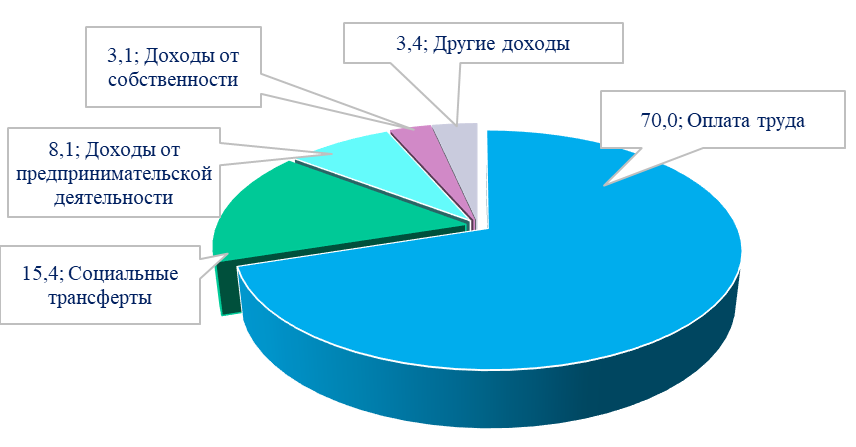 3,4; Другие доходы
3,1; Доходы от
собственности
70,0; Оплата труда
8,1; Доходы от
предпринимательской
деятельности
15,4; Социальные
трансферты